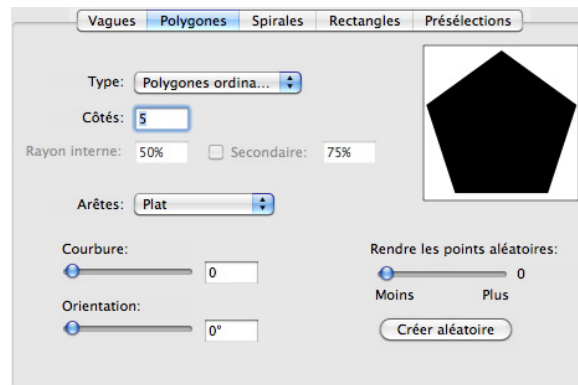 Vagues Polygones Spirales Rectangles Présélections
Type: Polygones ordina...
Côtés: 5
Rayon interne: 50% Secondaire: 75%
Arêtes: Plat
Courbure:
0
Orientation:
0°
Rendre les points aléatoires:
0
Moins Plus
Créer aléatoire